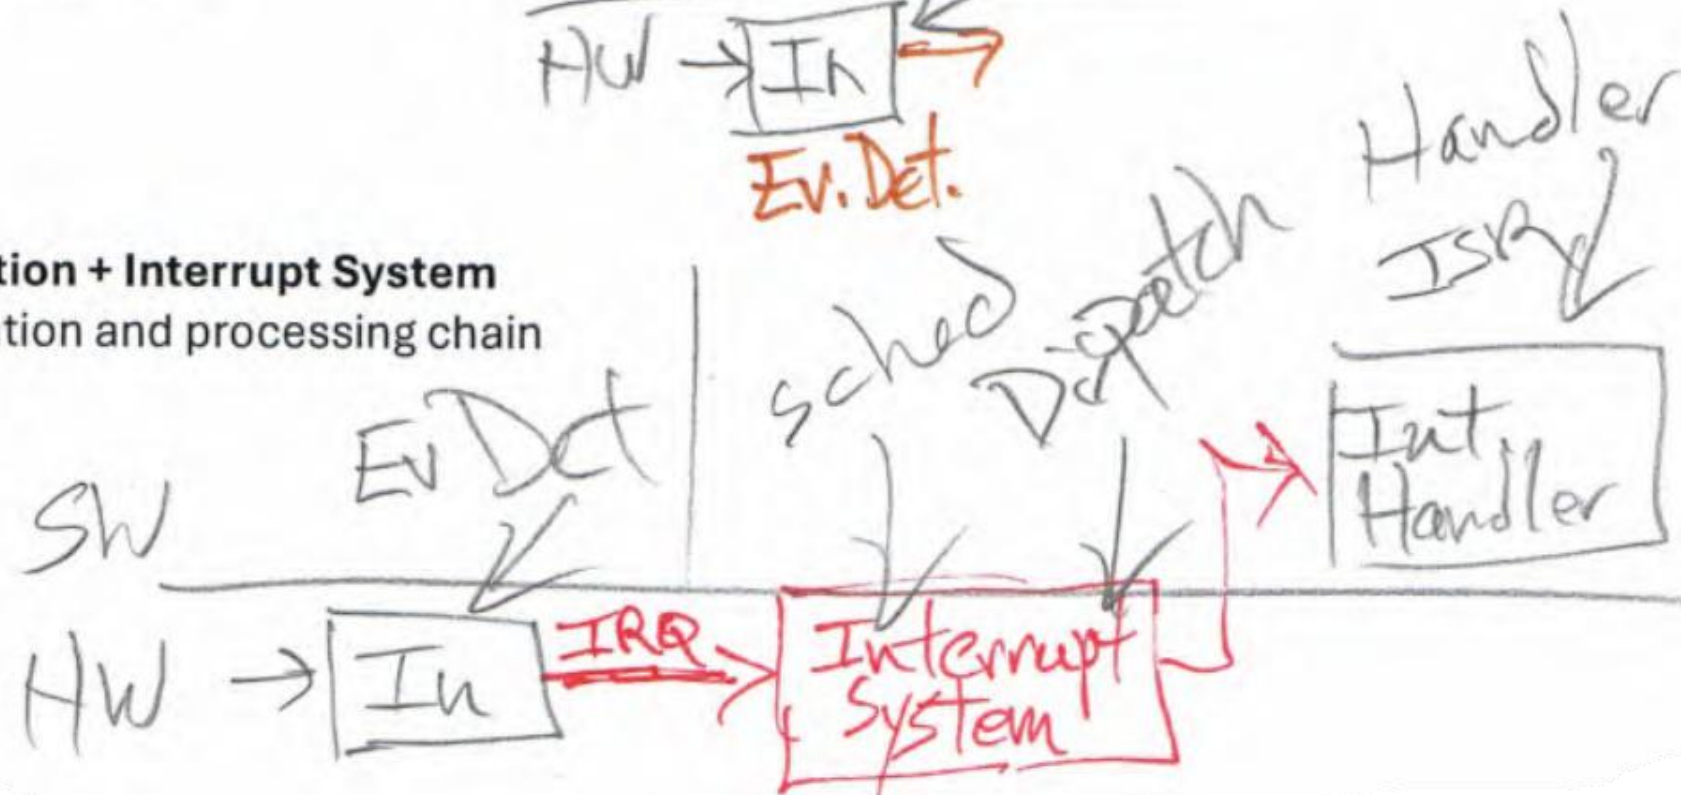 HW → In
Ev. Det.
Handler
ISR
tion + Interrupt System
tion and processing chain
Sched
Dispatch
Ev Det
Int
Handler
SW
HW → In
IRQ
Interrupt
System